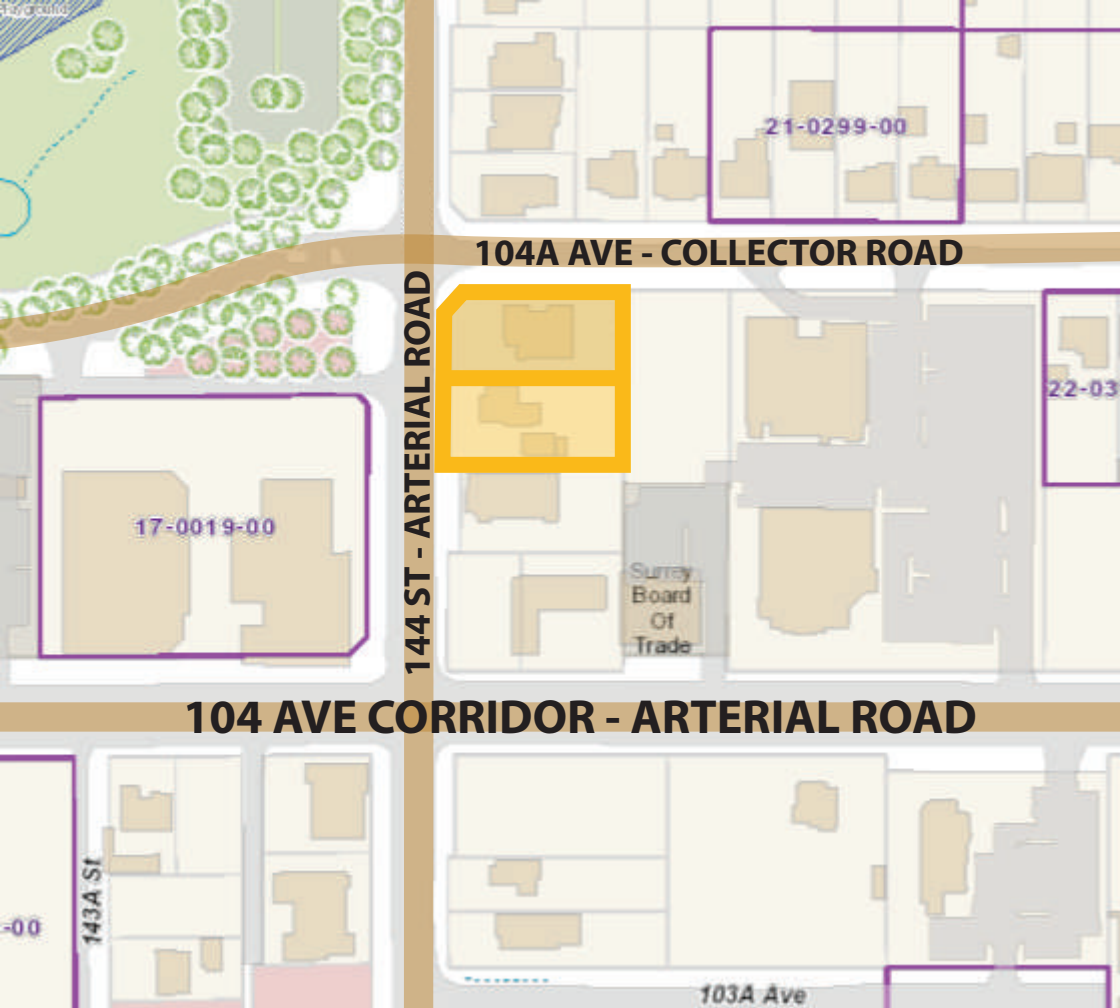 Playground
21-0299-00
104A AVE - COLLECTOR ROAD
144 ST - ARTERIAL ROAD
22-03
17-0019-00
Surrey
Board
Of
Trade
104 AVE CORRIDOR - ARTERIAL ROAD
143A St
-00
103A Ave